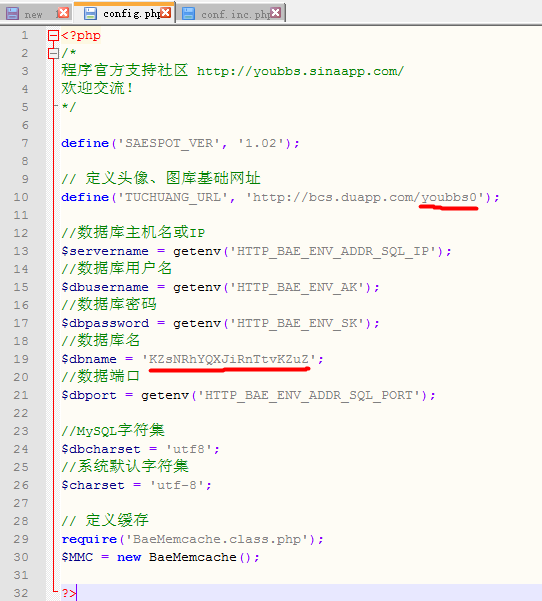 new
config.php
conf.inc.php
1 <?php
2 /*
3 程序官方支持社区 http://youbbs.sinaapp.com/
4 欢迎交流!
5 */
6
7 define('SAESPOT_VER', '1.02');
8
9 // 定义头像、图库基础网址
10 define('TUCHUANG_URL', 'http://bcs.duapp.com/youbbs0');
11
12 //数据库主机名或IP
13 $servername = getenv('HTTP_BAE_ENV_ADDR_SQL_IP');
14 //数据库用户名
15 $dbusername = getenv('HTTP_BAE_ENV_AK');
16 //数据库密码
17 $dbpassword = getenv('HTTP_BAE_ENV_SK');
18 //数据库名
19 $dbname = 'KZsNRhYQXJiRnTtvKZuZ';
20 //数据端口
21 $dbport = getenv('HTTP_BAE_ENV_ADDR_SQL_PORT');
22
23 //MySQL字符集
24 $dbcharset = 'utf8';
25 //系统默认字符集
26 $charset = 'utf-8';
27
28 // 定义缓存
29 require('BaeMemcache.class.php');
30 $MMC = new BaeMemcache();
31
32 ?>